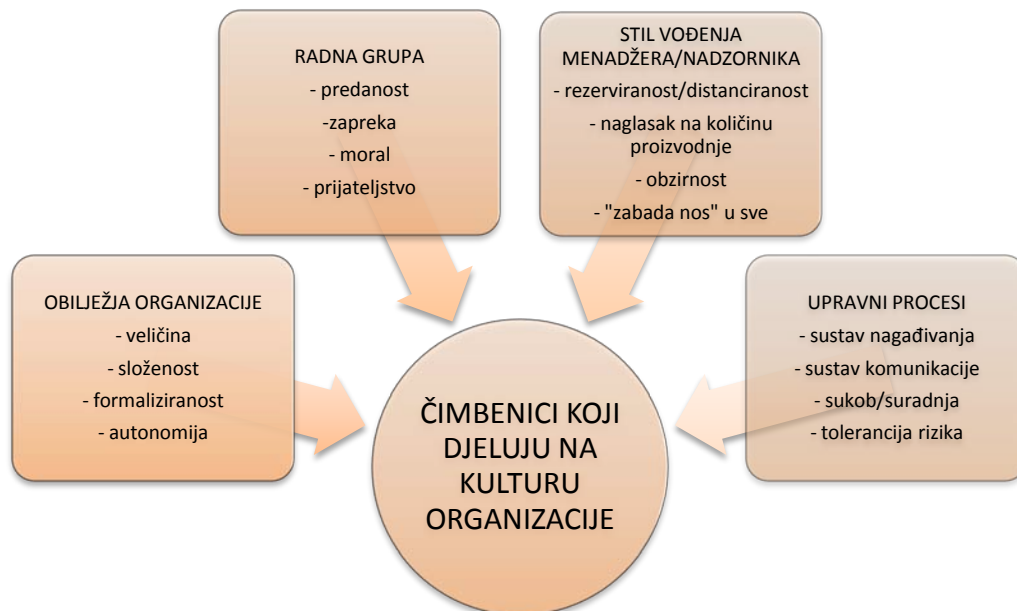 RADNA GRUPA
- predanost
-zapreka
- moral
- prijateljstvo
STIL VOĐENJA
MENADŽERA/NADZORNIKA
- rezerviranost/distanciranost
- naglasak na količinu
proizvodnje
- obzirnost
- "zabada nos" u sve
OBILJEŽJA ORGANIZACIJE
- veličina
- složenost
- formaliziranost
- autonomija
UPRAVNI PROCESI
- sustav nagađivanja
- sustav komunikacije
- sukob/suradnja
- tolerancija rizika
ČIMBENICI KOJI
DJELUJU NA
KULTURU
ORGANIZACIJE